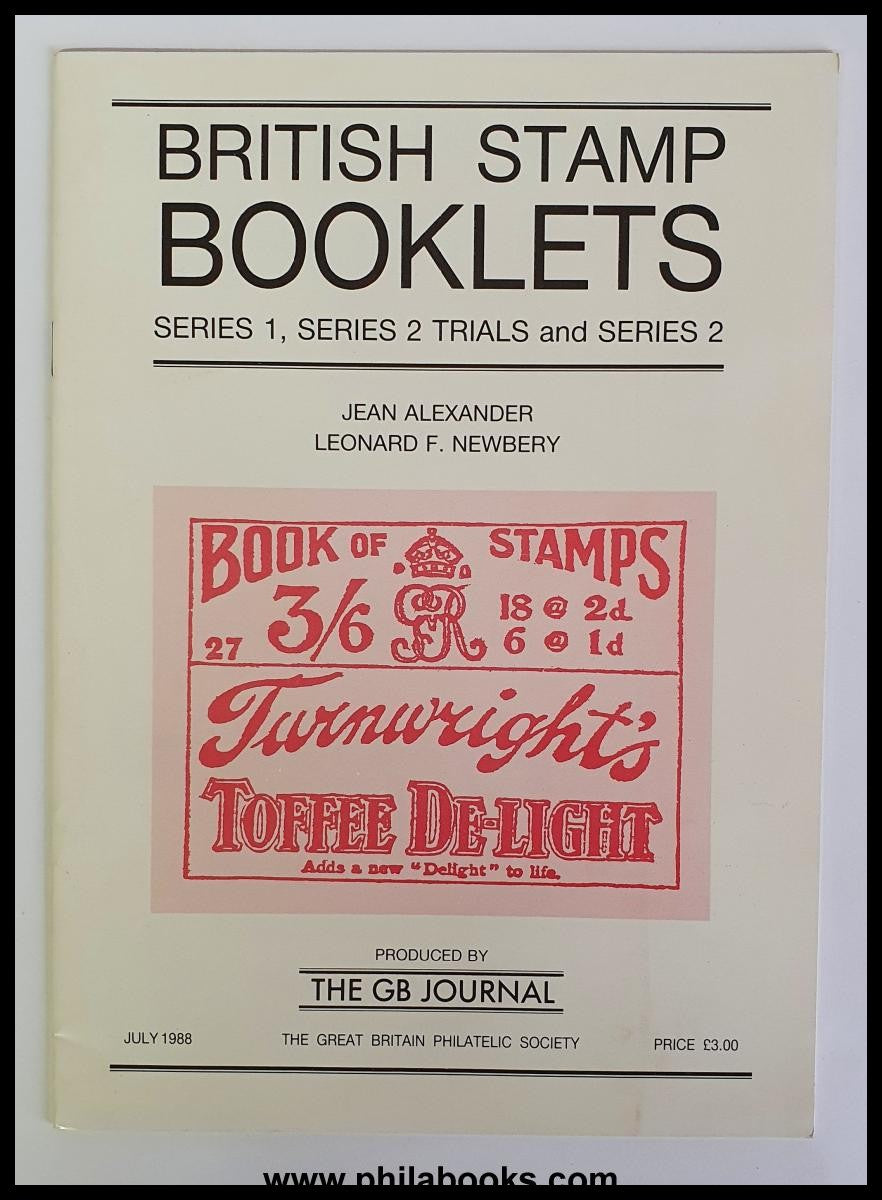 BRITISH STAMP
BOOKLETS
SERIES 1, SERIES 2 TRIALS and SERIES 2
JEAN ALEXANDER
LEONARD F. NEWBERY
BOOK OF STAMPS
27 3/6 GR 18 @ 2d
6 @ 1d
Turnwright's
TOFFEE DE-LIGHT
Adds a new "Delight" to life.
PRODUCED BY
THE GB JOURNAL
JULY 1988 THE GREAT BRITAIN PHILATELIC SOCIETY PRICE £3.00
www.philabooks.com